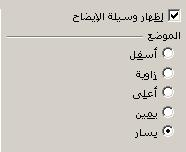 إظهار وسيلة الإيضاح
الموضع
أسفل
زاوية
أعلى
يمين
يسار